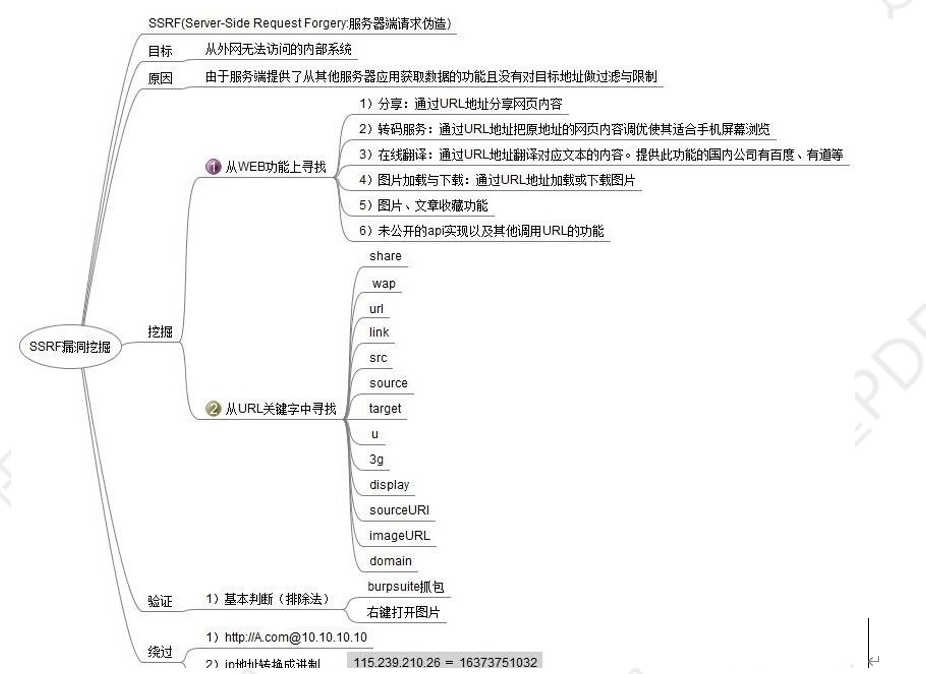 SSRF(Server-Side Request Forgery:服务器端请求伪造)
目标
从外网无法访问的内部系统
原因
由于服务端提供了从其他服务器应用获取数据的功能且没有对目标地址做过滤与限制
SSRF漏洞挖掘
挖掘
1 从WEB功能上寻找
1）分享：通过URL地址分享网页内容
2）转码服务：通过URL地址把原地址的网页内容调优使其适合手机屏幕浏览
3）在线翻译：通过URL地址翻译对应文本的内容。提供此功能的国内公司有百度、有道等
4）图片加载与下载：通过URL地址加载或下载图片
5）图片、文章收藏功能
6）未公开的api实现以及其他调用URL的功能
2 从URL关键字中寻找
share
wap
url
link
src
source
target
u
3g
display
sourceURl
imageURL
domain
验证
1）基本判断（排除法）
burpsuite抓包
右键打开图片
绕过
1）http://A.com@10.10.10.10
2）ip地址转换成进制
115.239.210.26 = 16373751032